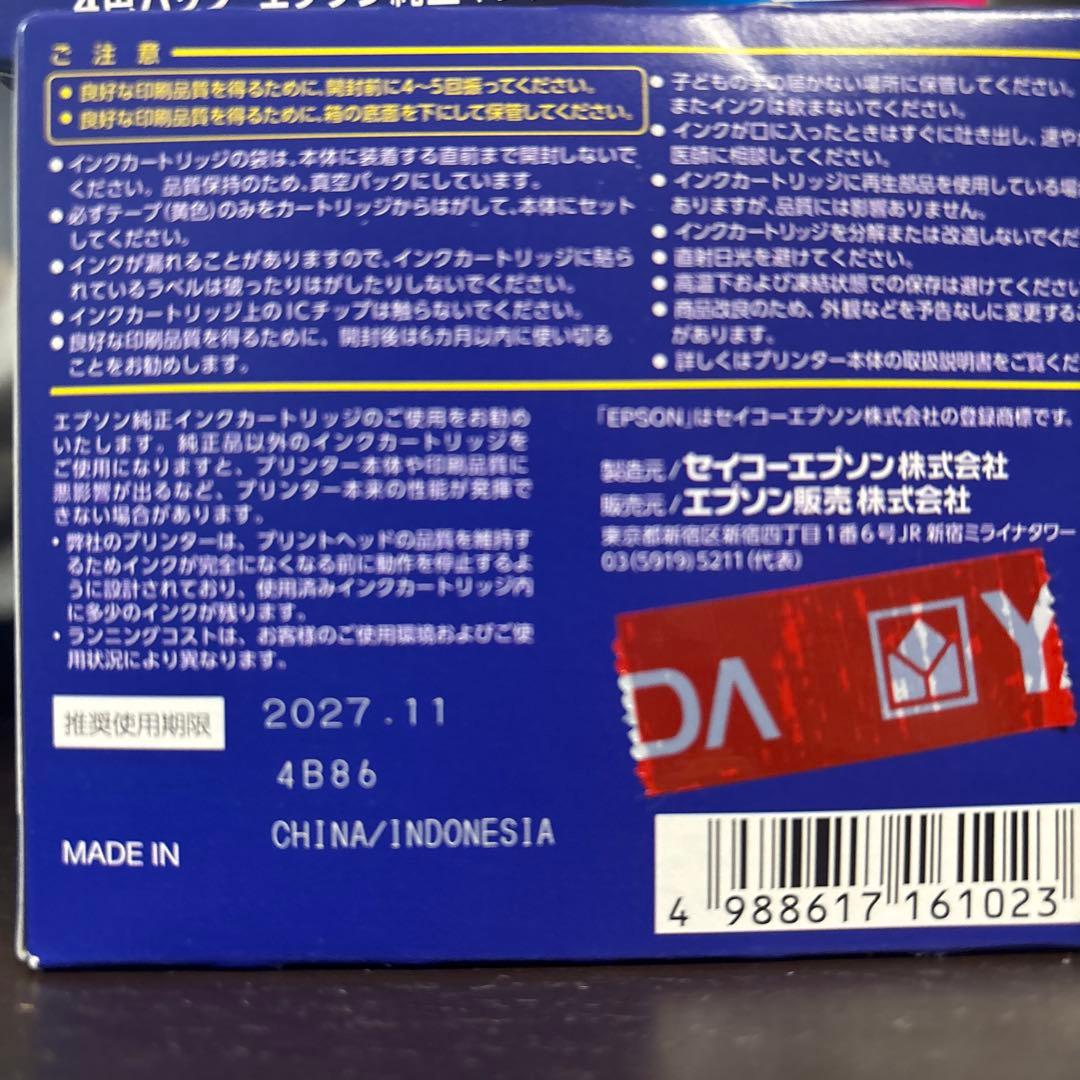 ご注意
● 良好な印刷品質を得るために、開封前に4〜5回振ってください。
● 良好な印刷品質を得るために、箱の底面を下にして保管してください。
● インクカートリッジの袋は、本体に装着する直前まで開封しないで
ください。品質保持のため、真空パックにしています。
● 必ずテープ(黄色)のみをカートリッジからはがして、本体にセット
してください。
● インクが漏れることがありますので、インクカートリッジに貼ら
れているラベルは破ったりはがしたりしないでください。
● インクカートリッジ上のICチップは触らないでください。
● 良好な印刷品質を得るために、開封後は6カ月以内に使い切る
ことをお勧めします。
● 子どもの手の届かない場所に保管してください。
またインクは飲まないでください。
● インクが口に入ったときはすぐに吐き出し、速や
医師に相談してください。
● インクカートリッジに再生部品を使用している場
ありますが、品質には影響ありません。
● インクカートリッジを分解または改造しないでくだ
● 直射日光を避けてください。
● 高温下および凍結状態での保存は避けてください
● 商品改良のため、外観などを予告なしに変更する
があります。
● 詳しくはプリンター本体の取扱説明書をご覧くだ
エプソン純正インクカートリッジのご使用をお勧め
いたします。純正品以外のインクカートリッジを
ご使用になりますと、プリンター本体や印刷品質に
悪影響が出るなど、プリンター本来の性能が発揮で
きない場合があります。
・弊社のプリンターは、プリントヘッドの品質を維持す
るためインクが完全になくなる前に動作を停止するよ
うに設計されており、使用済みインクカートリッジ内
に多少のインクが残ります。
・ランニングコストは、お客様のご使用環境およびご使
用状況により異なります。
「EPSON」はセイコーエプソン株式会社の登録商標です。
製造元/セイコーエプソン株式会社
販売元/エプソン販売株式会社
東京都新宿区新宿四丁目1番6号JR新宿ミライナタワー
03(5919)5211(代表)
DA Y
推奨使用期限 2027.11
4B86
MADE IN CHINA/INDONESIA
4 988617 161023